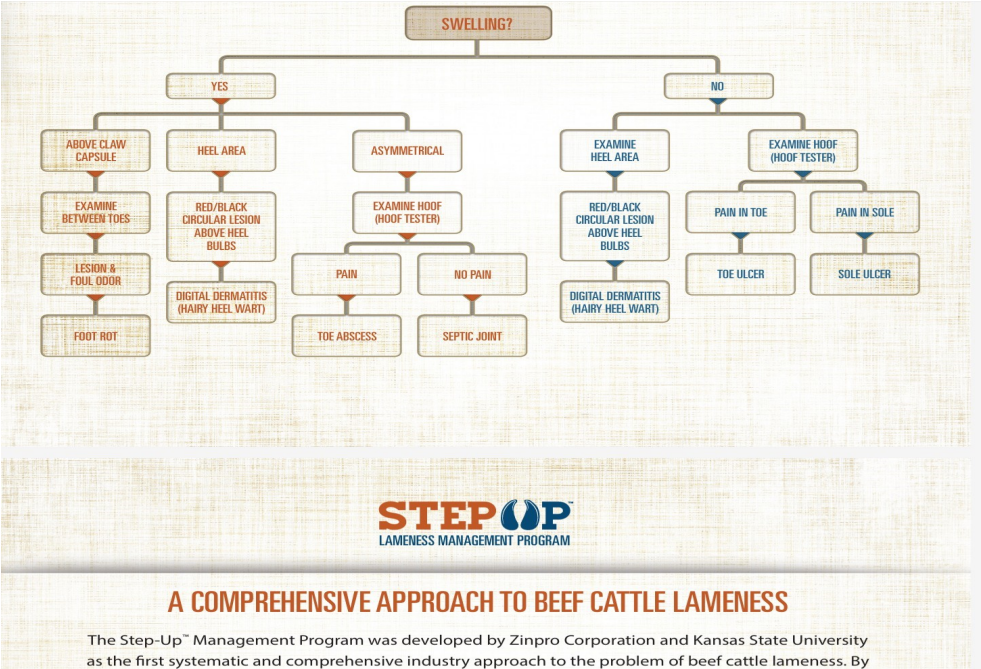 SWELLING?
YES
NO
ABOVE CLAW
CAPSULE
HEEL AREA
ASYMMETRICAL
EXAMINE
HEEL AREA
EXAMINE HOOF
(HOOF TESTER)
EXAMINE
BETWEEN TOES
RED/BLACK
CIRCULAR LESION
ABOVE HEEL
BULBS
EXAMINE HOOF
(HOOF TESTER)
RED/BLACK
CIRCULAR LESION
ABOVE HEEL
BULBS
PAIN IN TOE
PAIN IN SOLE
LESION &
FOUL ODOR
DIGITAL DERMATITIS
(HAIRY HEEL WART)
PAIN
NO PAIN
DIGITAL DERMATITIS
(HAIRY HEEL WART)
TOE ULCER
SOLE ULCER
FOOT ROT
TOE ABSCESS
SEPTIC JOINT
STEP UP™
LAMENESS MANAGEMENT PROGRAM
A COMPREHENSIVE APPROACH TO BEEF CATTLE LAMENESS
The Step-Up™ Management Program was developed by Zinpro Corporation and Kansas State University
as the first systematic and comprehensive industry approach to the problem of beef cattle lameness. By